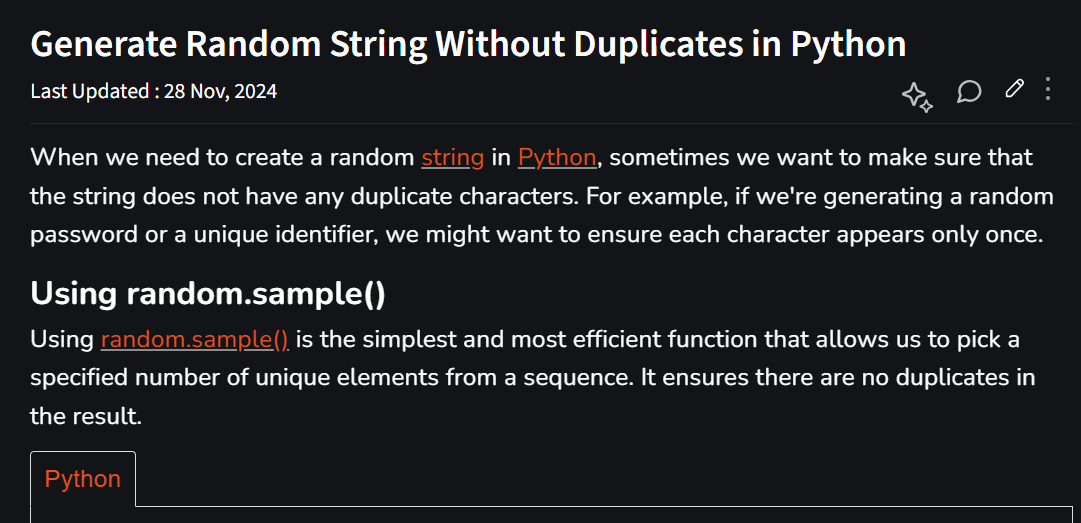 Generate Random String Without Duplicates in Python
Last Updated : 28 Nov, 2024
When we need to create a random string in Python, sometimes we want to make sure that
the string does not have any duplicate characters. For example, if we're generating a random
password or a unique identifier, we might want to ensure each character appears only once.
Using random.sample()
Using random.sample() is the simplest and most efficient function that allows us to pick a
specified number of unique elements from a sequence. It ensures there are no duplicates in
the result.
Python